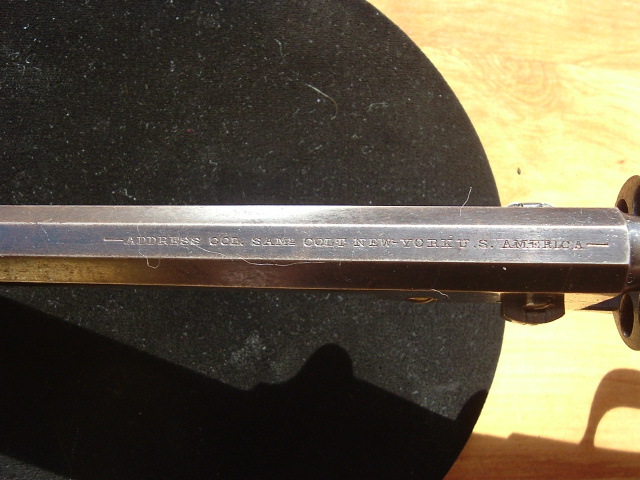 —ADDRESS COL. SAML COLT NEW-YORK U.S. AMERICA—